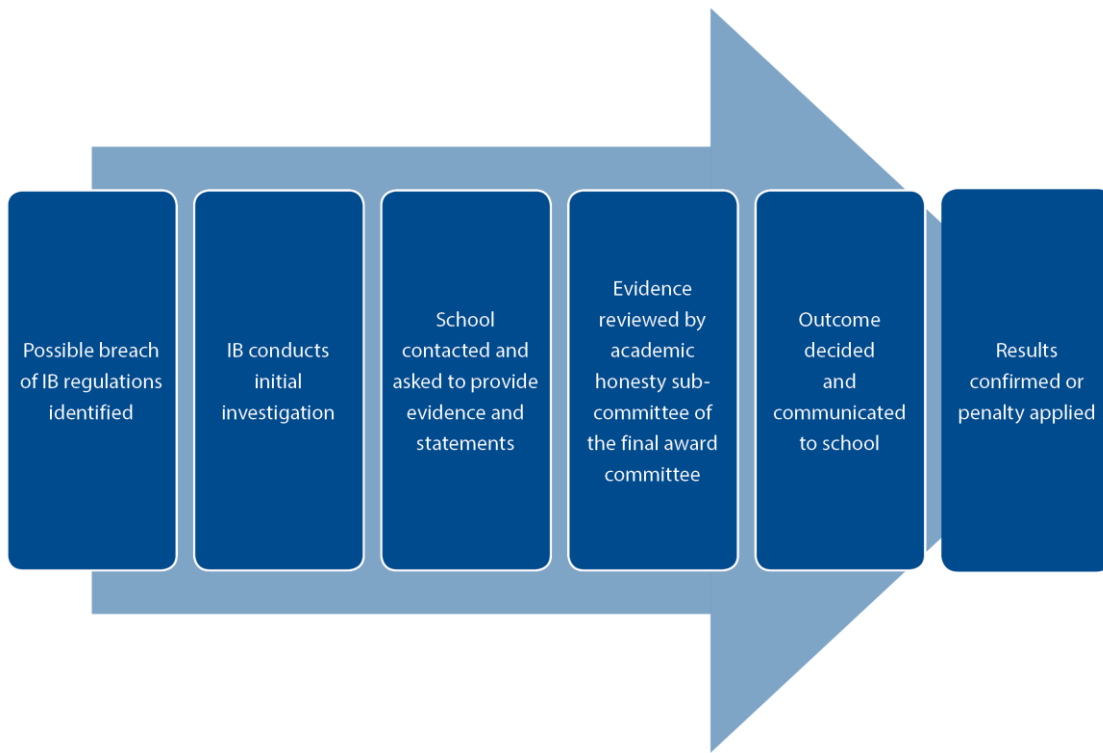 Possible breach
of IB regulations
identified
IB conducts
initial
investigation
School
contacted and
asked to provide
evidence and
statements
Evidence
reviewed by
academic
honesty sub-
committee of
the final award
committee
Outcome
decided
and
communicated
to school
Results
confirmed or
penalty applied